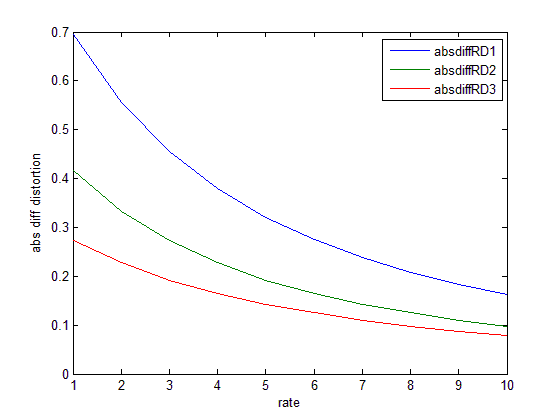 0.7
0.6
0.5
0.4
0.3
0.2
0.1
0
abs diff distortion
absdiffRD1
absdiffRD2
absdiffRD3
1 2 3 4 5 6 7 8 9 10
rate